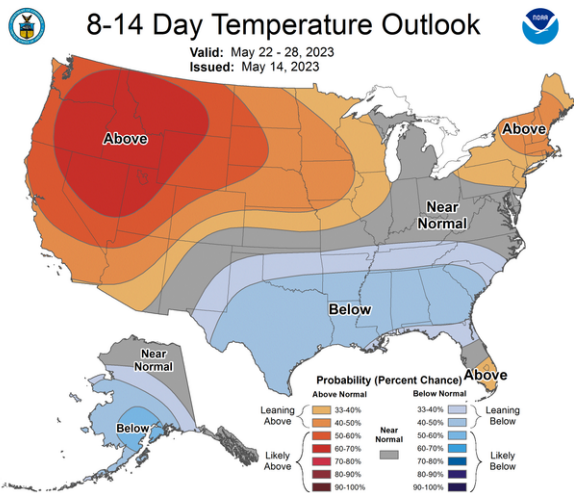 8-14 Day Temperature Outlook
Valid: May 22 - 28, 2023
Issued: May 14, 2023
NOAA
Above
Above
Near
Normal
Below
Above
Near
Normal
Below
Probability (Percent Chance)
Above Normal
Below Normal
Leaning
Above
33-40%
40-50%
Likely
Above
50-60%
60-70%
70-80%
80-90%
90-100%
Near
Normal
33-40%
40-50%
Leaning
Below
50-60%
60-70%
70-80%
80-90%
90-100%
Likely
Below